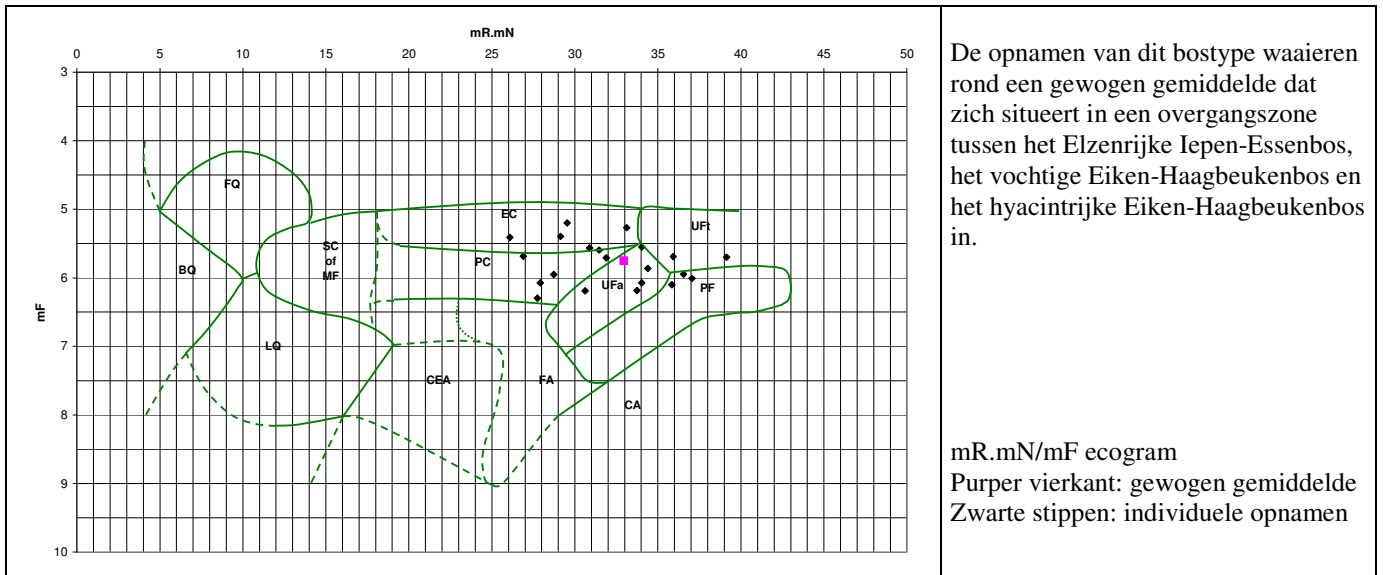 mR.mN
0 5 10 15 20 25 30 35 40 45 50
3
4
5
6
7
8
9
10
mF
FQ
EC
UFt
SC
of
MF
PC
BQ
UFa
PF
LQ
CEA
FA
CA
De opnamen van dit bostype waaieren
rond een gewogen gemiddelde dat
zich situeert in een overgangszone
tussen het Elzenrijke Iepen-Essenbos,
het vochtige Eiken-Haagbeukenbos en
het hyacintrijke Eiken-Haagbeukenbos
in.
mR.mN/mF ecogram
Purper vierkant: gewogen gemiddelde
Zwarte stippen: individuele opnamen